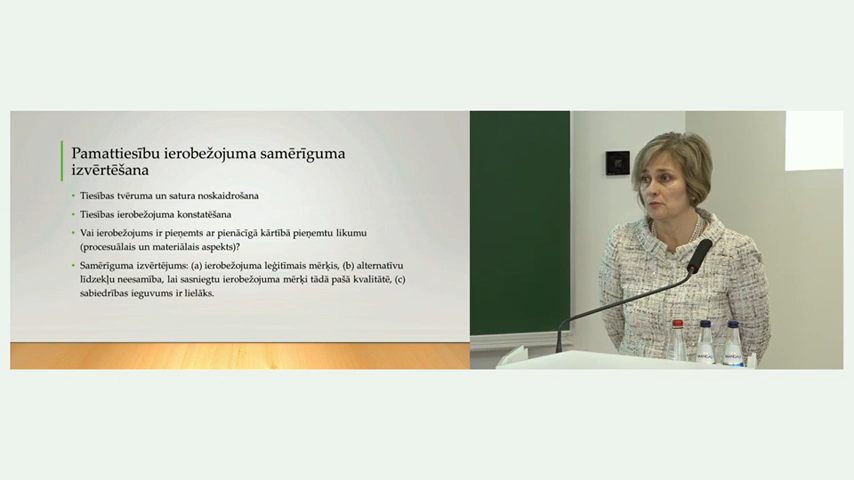 Pamattiesību ierobežojuma samērīguma
izvērtēšana
• Tiesības tvēruma un satura noskaidrošana
• Tiesības ierobežojuma konstatēšana
• Vai ierobežojums ir pieņemts ar pienācīgā kārtībā pieņemtu likumu
(procesuālais un materiālais aspekts)?
• Samērīguma izvērtējums: (a) ierobežojuma leģitīmais mērķis, (b) alternatīvu
līdzekļu neesamība, lai sasniegtu ierobežojuma mērķi tādā pašā kvalitātē, (c)
sabiedrības ieguvums ir lielāks.